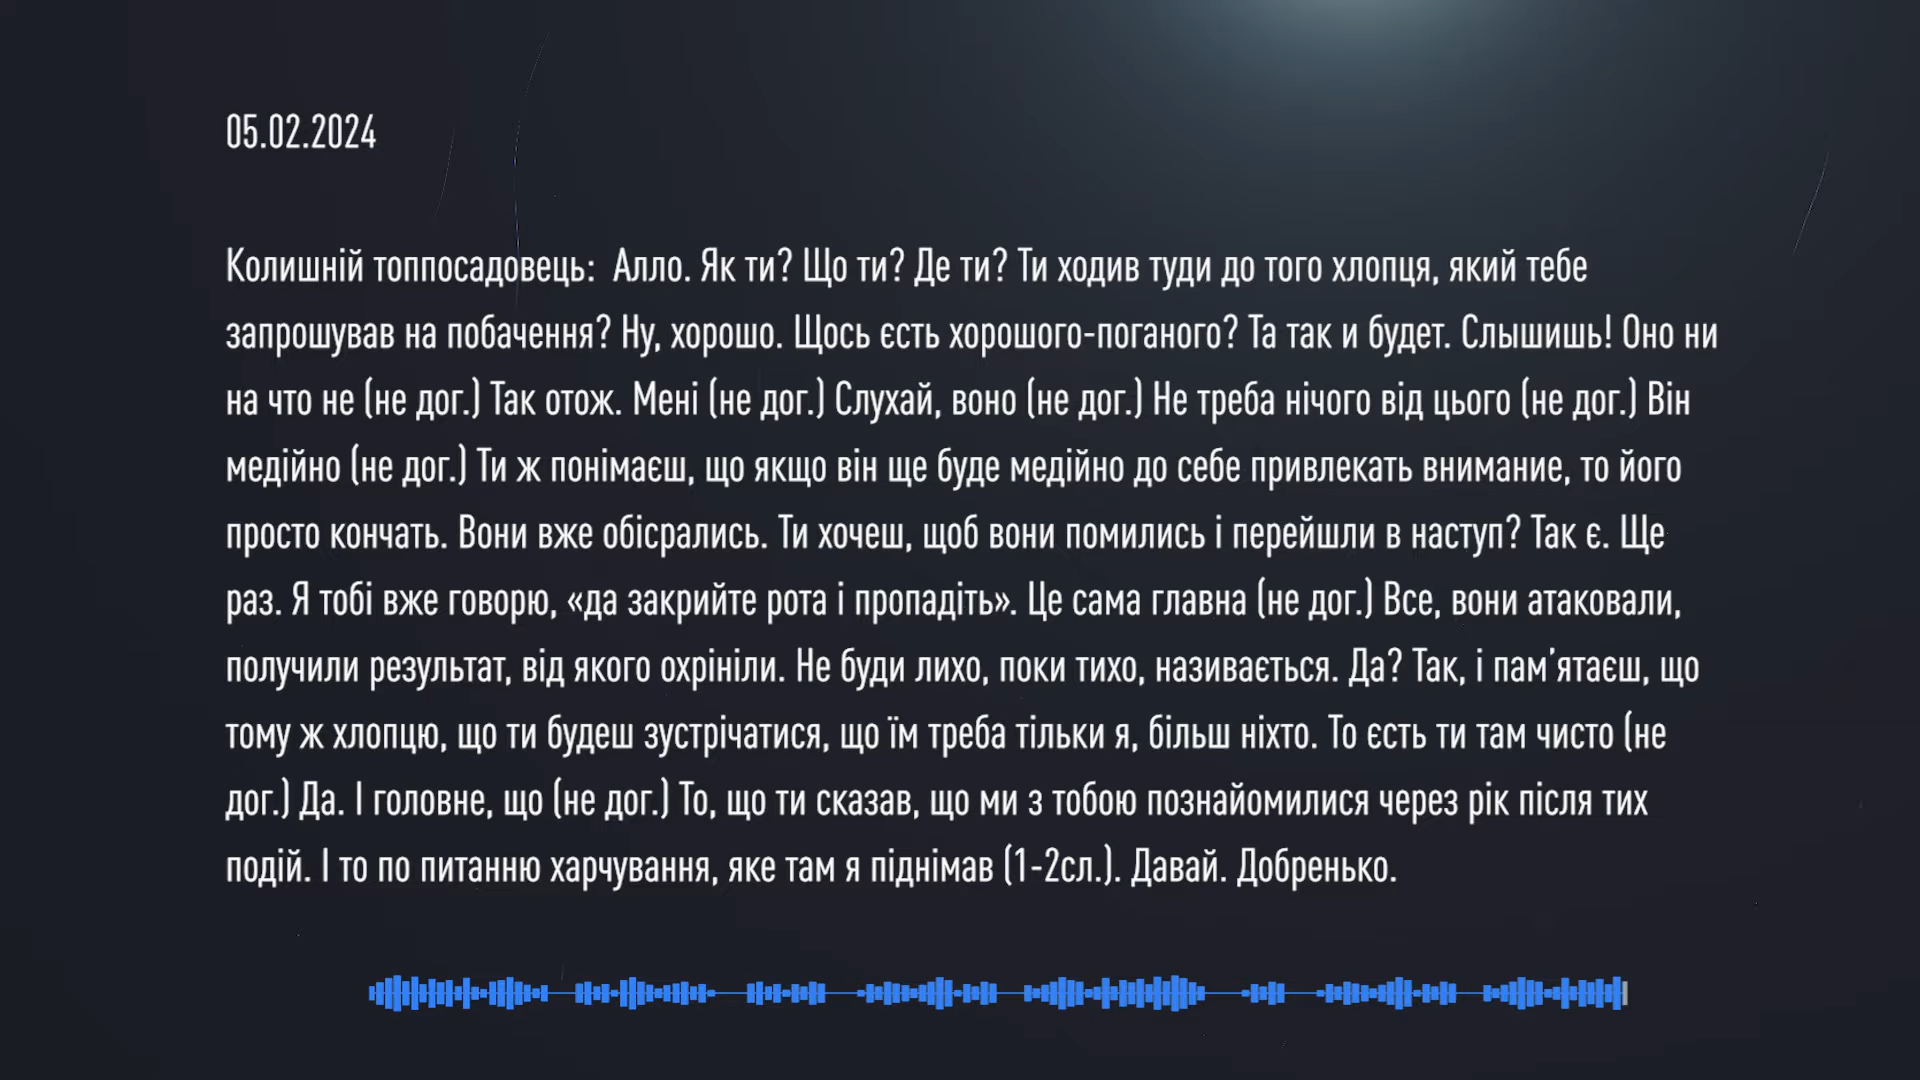 05.02.2024
Колишній топпосадовець:  Алло. Як ти? Що ти? Де ти? Ти ходив туди до того хлопця, який тебе
запрошував на побачення? Ну, хорошо. Щось єсть хорошого-поганого? Та так и будет. Слышишь! Оно ни
на что не (не дог.) Так отож. Мені (не дог.) Слухай, воно (не дог.) Не треба нічого від цього (не дог.) Він
медійно (не дог.) Ти ж понімаєш, що якщо він ще буде медійно до себе привлекать внимание, то його
просто кончать. Вони вже обісрались. Ти хочеш, щоб вони помились і перейшли в наступ? Так є. Ще
раз. Я тобі вже говорю, «да закрийте рота і пропадіть». Це сама главна (не дог.) Все, вони атаковали,
получили результат, від якого охрініли. Не буди лихо, поки тихо, називається. Да? Так, і пам’ятаєш, що
тому ж хлопцю, що ти будеш зустрічатися, що їм треба тільки я, більш ніхто. То єсть ти там чисто (не
дог.) Да. І головне, що (не дог.) То, що ти сказав, що ми з тобою познайомилися через рік після тих
подій. І то по питанню харчування, яке там я піднімав (1-2сл.). Давай. Добренько.